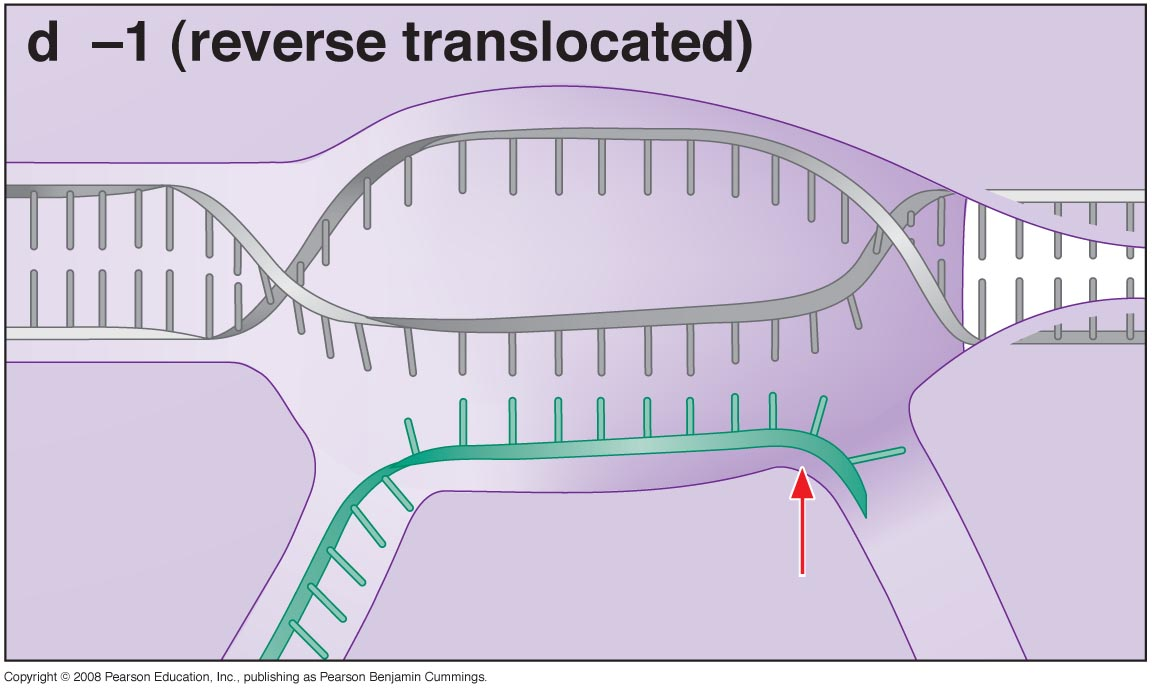 d –1 (reverse translocated)
Copyright © 2008 Pearson Education, Inc., publishing as Pearson Benjamin Cummings.